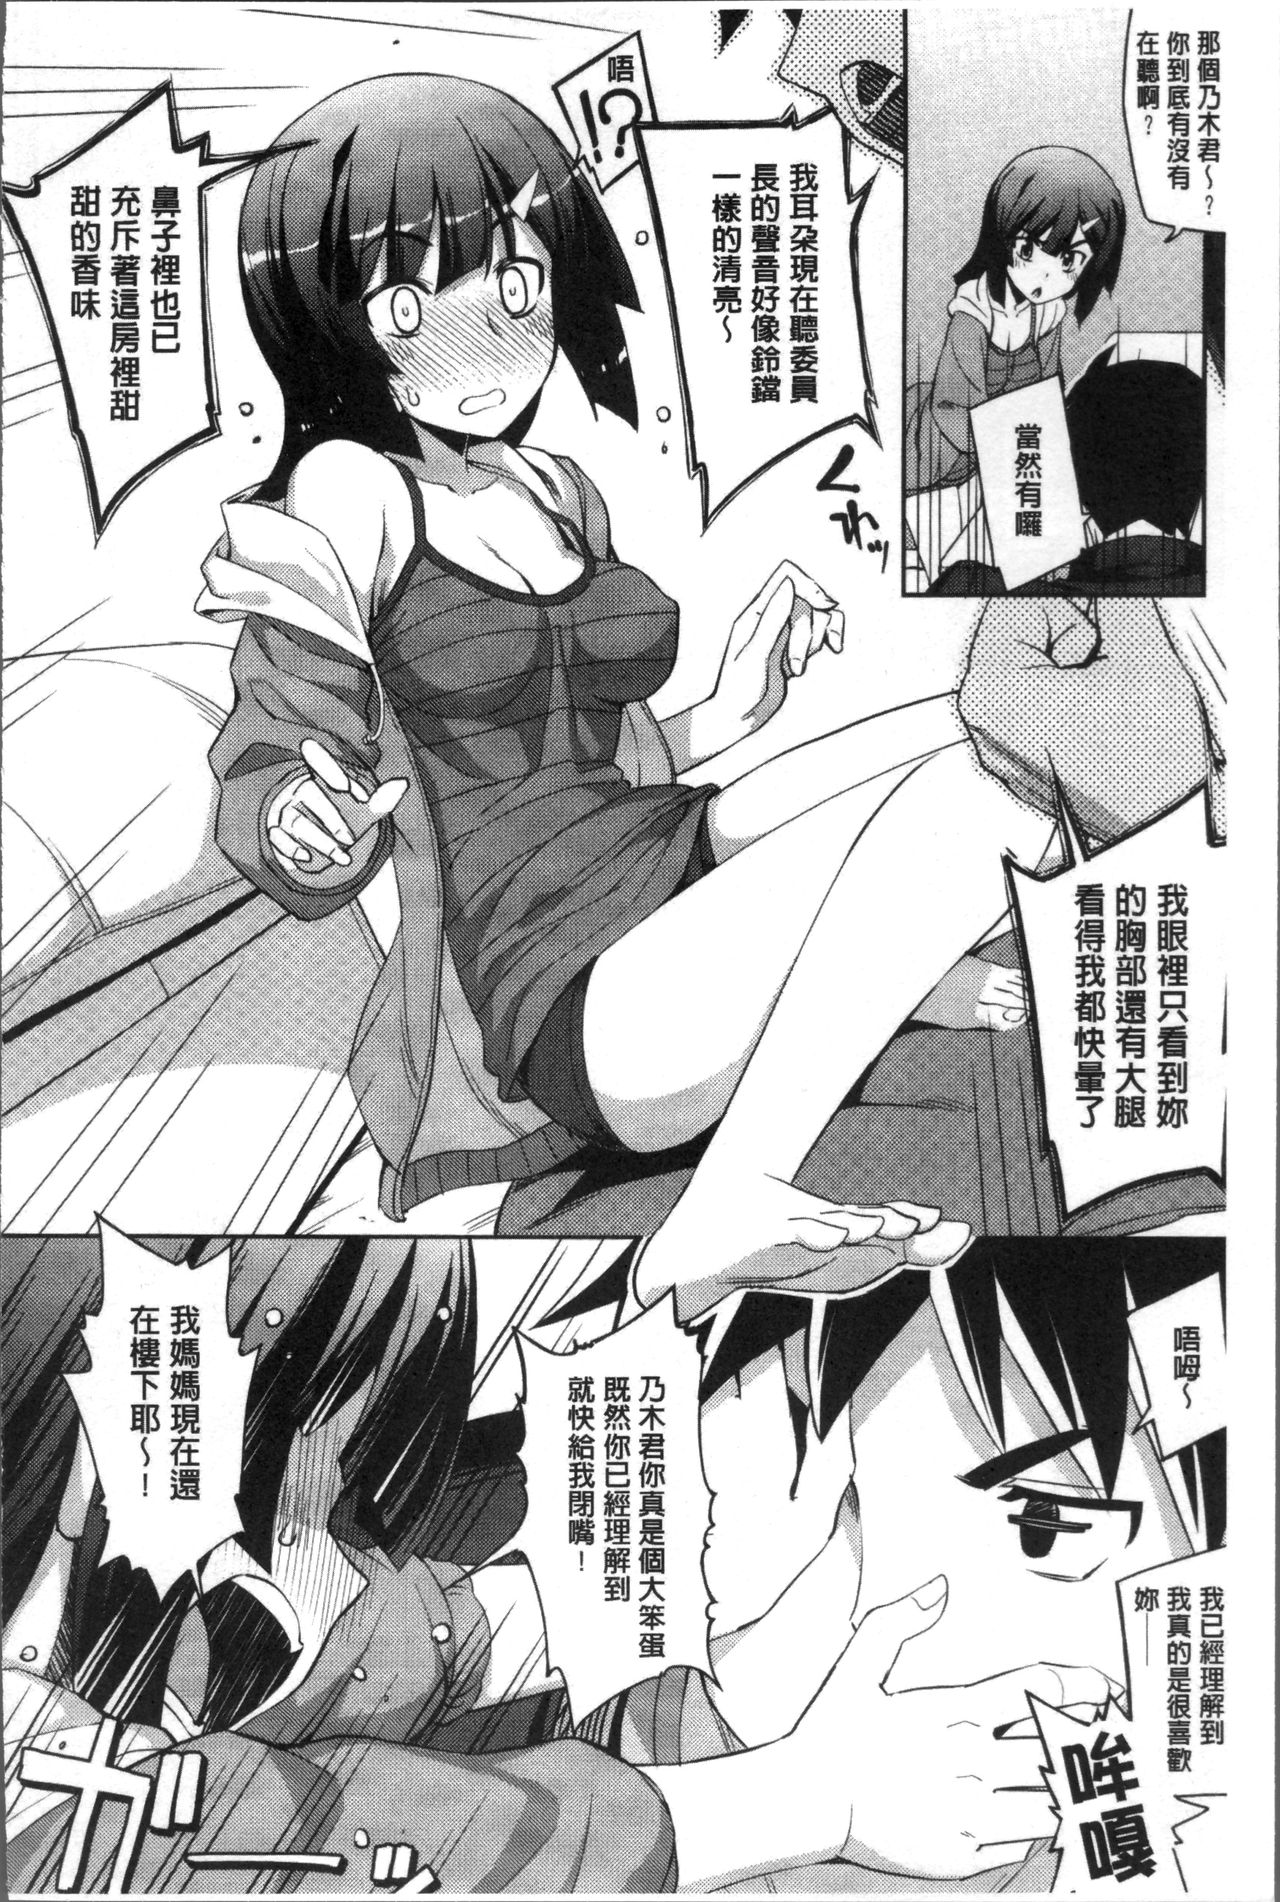 那個乃木君～？
你到底有沒有
在聽啊？
當然有囉
唔
!?
我耳朵現在聽委員
長的聲音好像鈴鐺
一樣的清亮～
鼻子裡也已
充斥著這房裡甜
甜的香味
くれッ
我眼裡只看到妳
的胸部還有大腿
看得我都快暈了
唔呣～
我已經理解到
我真的是很喜歡
妳——
哞嘎
乃木君你真是個大笨蛋
既然你已經理解到
就快給我閉嘴！
我媽媽現在還
在樓下耶～！
ガーッ